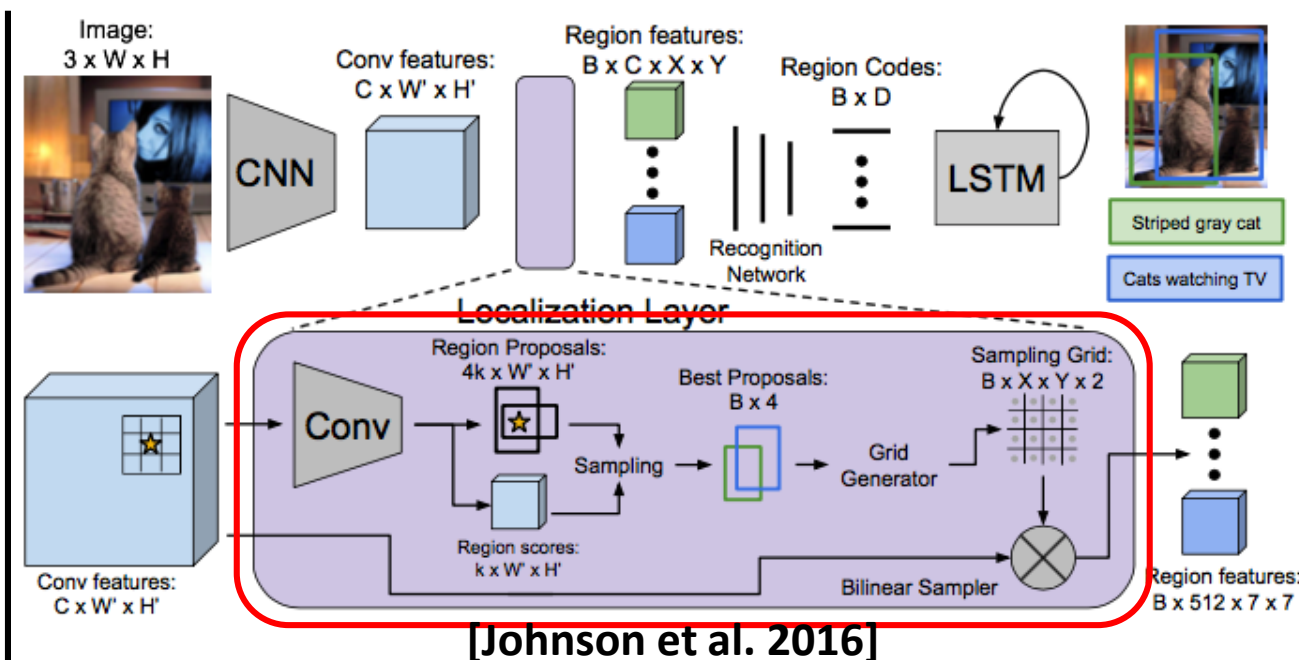 Image:
3 x W x H
Conv features:
C x W' x H'
Region features:
B x C x X x Y
Region Codes:
B x D
CNN
LSTM
Recognition
Network
Striped gray cat
Cats watching TV
Localization Layer
Region Proposals:
4k x W' x H'
Conv
Sampling
Region scores:
k x W' x H'
Best Proposals:
B x 4
Grid
Generator
Sampling Grid:
B x X x Y x 2
Bilinear Sampler
Conv features:
C x W' x H'
Region features:
B x 512 x 7 x 7
[Johnson et al. 2016]